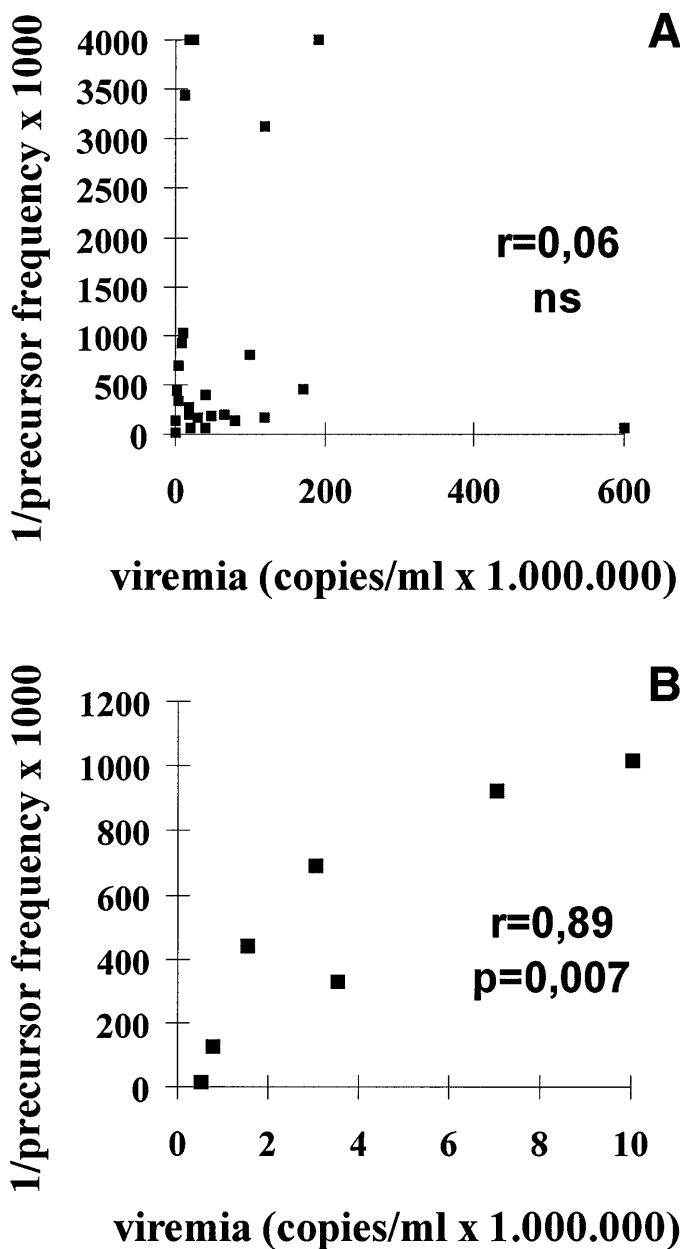 A
1/precursor frequency x 1000
4000
3500
3000
2500
2000
1500
1000
500
0
r=0,06
ns
0 200 400 600
viremia (copies/ml x 1.000.000)
B
1/precursor frequency x 1000
1200
1000
800
600
400
200
0
r=0,89
p=0,007
0 2 4 6 8 10
viremia (copies/ml x 1.000.000)